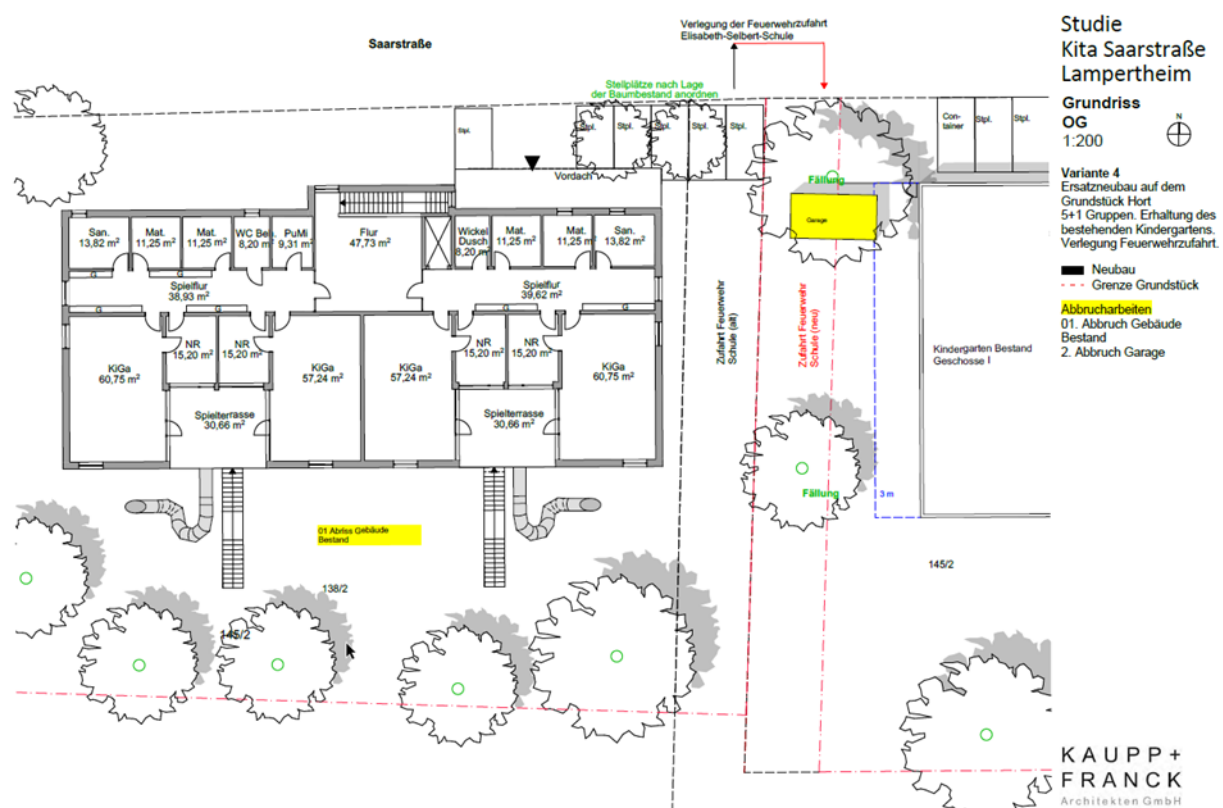 Saarstraße
Verlegung der Feuerwehrzufahrt
Elisabeth-Selbert-Schule
Stellplätze nach Lage
der Baumbestand anordnen
Stpl.
Stpl.
Stpl.
Stpl.
Stpl.
Stpl.
Con-
tainer
Stpl.
Stpl.
Vordach
Fällung
Garage
San.
13,82 m²
Mat.
11,25 m²
Mat.
11,25 m²
WC Beh.
8,20 m²
PuMi
9,31 m²
Flur
47,73 m²
Wickel
Dusch
8,20 m²
Mat.
11,25 m²
Mat.
11,25 m²
San.
13,82 m²
G
G
G
G
G
Spielflur
38,93 m²
Spielflur
39,62 m²
G
G
KiGa
60,75 m²
NR
15,20 m²
NR
15,20 m²
KiGa
57,24 m²
KiGa
57,24 m²
NR
15,20 m²
NR
15,20 m²
KiGa
60,75 m²
Spielterrasse
30,66 m²
Spielterrasse
30,66 m²
Zufahrt Feuerwehr
Schule (alt)
Zufahrt Feuerwehr
Schule (neu)
Kindergarten Bestand
Geschosse I
Fällung
3 m
01 Abriss Gebäude
Bestand
138/2
145/2
145/2
Studie
Kita Saarstraße
Lampertheim
Grundriss
OG
1:200
N
Variante 4
Ersatzneubau auf dem
Grundstück Hort
5+1 Gruppen. Erhaltung des
bestehenden Kindergartens.
Verlegung Feuerwehrzufahrt.
Neubau
Grenze Grundstück
Abbrucharbeiten
01. Abbruch Gebäude
Bestand
2. Abbruch Garage
KAUPP+
FRANCK
Architekten GmbH